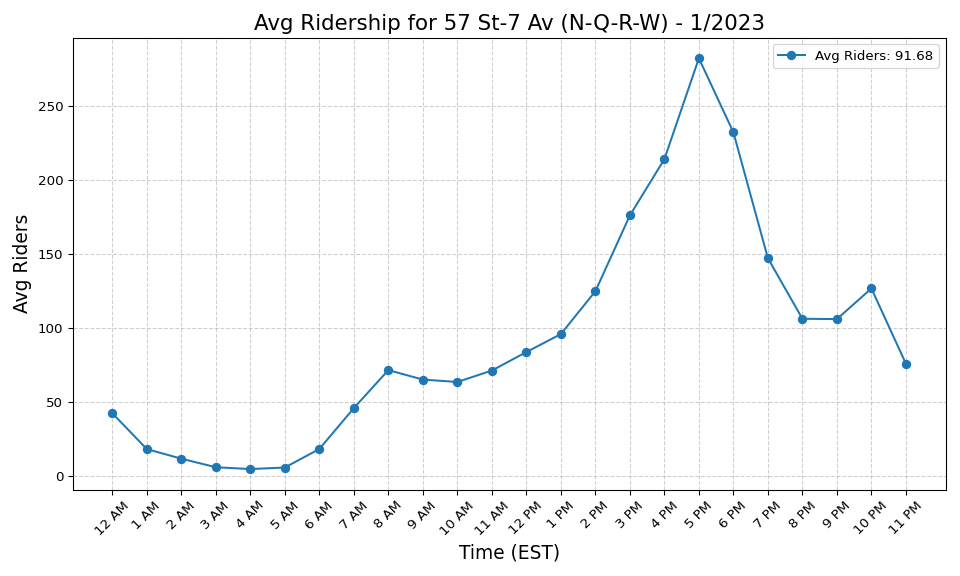 Avg Ridership for 57 St-7 Av (N-Q-R-W) - 1/2023
Avg Riders: 91.68
Avg Riders
250
200
150
100
50
0
12 AM
1 AM
2 AM
3 AM
4 AM
5 AM
6 AM
7 AM
8 AM
9 AM
10 AM
11 AM
12 PM
1 PM
2 PM
3 PM
4 PM
5 PM
6 PM
7 PM
8 PM
9 PM
10 PM
11 PM
Time (EST)